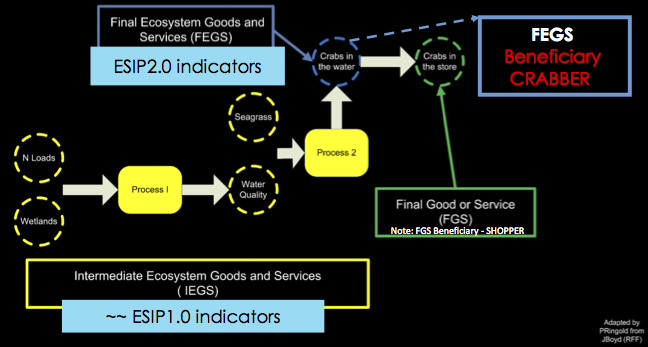 Final Ecosystem Goods and
Services (FEGS)
ESIP2.0 indicators
Crabs in
the water
Crabs in
the store
FEGS
Beneficiary
CRABBER
Seagrass
N Loads
Process I
Water
Quality
Process 2
Wetlands
Final Good or Service
(FGS)
Note: FGS Beneficiary - SHOPPER
Intermediate Ecosystem Goods and Services
( IEGS)
~~ ESIP1.0 indicators
Adapted by
PRingold from
JBoyd (RFF)